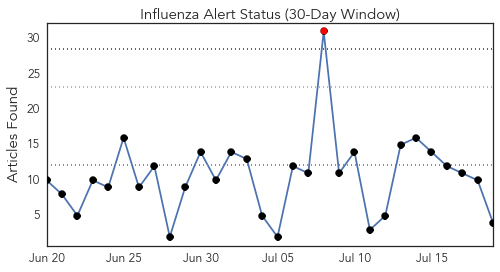 Influenza Alert Status (30-Day Window)
Articles Found
30
25
20
15
10
5
Jun 20
Jun 25
Jun 30
Jul 05
Jul 10
Jul 15